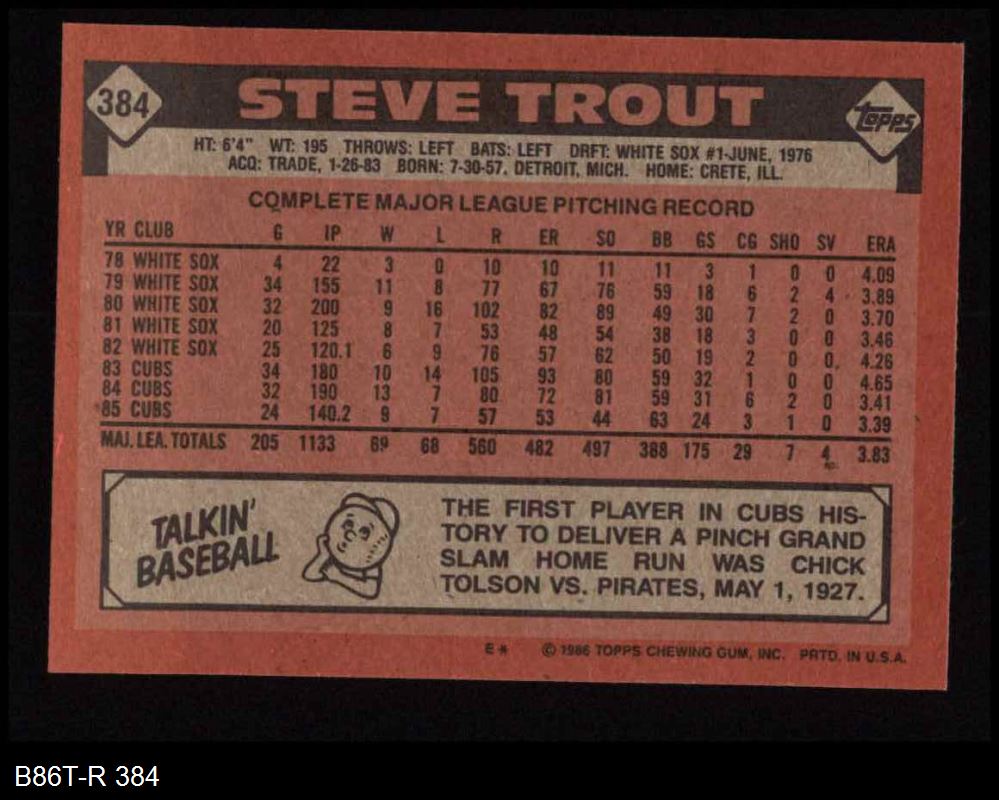 384
STEVE TROUT
topps
HT: 6'4" WT: 195 THROWS: LEFT BATS: LEFT DRFT: WHITE SOX #1-JUNE, 1976
ACQ: TRADE, 1-26-83 BORN: 7-30-57, DETROIT, MICH. HOME: CRETE, ILL.
COMPLETE MAJOR LEAGUE PITCHING RECORD
YR CLUB G IP W L R ER SO BB GS CG SHO SV ERA
78 WHITE SOX 4 22 3 0 10 10 11 11 3 1 0 0 4.09
79 WHITE SOX 34 155 11 8 77 67 76 59 18 6 2 4 3.89
80 WHITE SOX 32 200 9 16 102 82 89 49 30 7 2 0 3.70
81 WHITE SOX 20 125 8 7 53 48 54 38 18 3 0 0 3.46
82 WHITE SOX 25 120.1 6 9 76 57 62 50 19 2 0 0 4.26
83 CUBS 34 180 10 14 105 93 80 59 32 1 0 0 4.65
84 CUBS 32 190 13 7 80 72 81 59 31 6 2 0 3.41
85 CUBS 24 140.2 9 7 57 53 44 63 24 3 1 0 3.39
MAJ. LEA. TOTALS 205 1133 69 68 560 482 497 388 175 29 7 4 3.83
TALKIN'
BASEBALL
THE FIRST PLAYER IN CUBS HIS-
TORY TO DELIVER A PINCH GRAND
SLAM HOME RUN WAS CHICK
TOLSON VS. PIRATES, MAY 1, 1927.
E* © 1986 TOPPS CHEWING GUM, INC. PRTD. IN U.S.A.
B86T-R 384